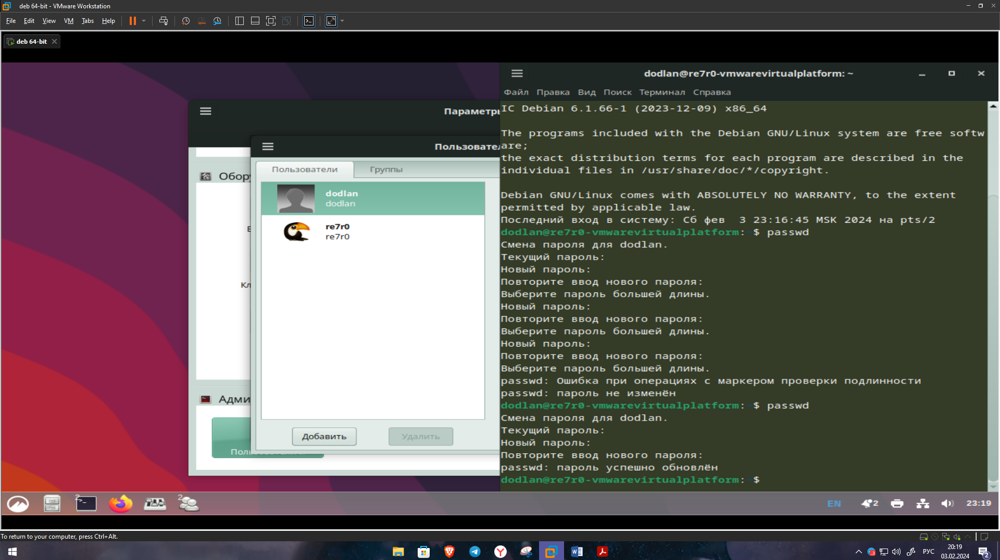 deb 64-bit - VMware Workstation
File Edit View VM Tabs Help
deb 64-bit
Параметры
Пользовател
Пользователи Группы
dodlan
dodlan
re7r0
re7r0
Обору
Кл
Адми
Добавить Удалить
dodlan@re7r0-vmwarevirtualplatform: ~
Файл Правка Вид Поиск Терминал Справка
IC Debian 6.1.66-1 (2023-12-09) x86_64
The programs included with the Debian GNU/Linux system are free softw
are;
the exact distribution terms for each program are described in the
individual files in /usr/share/doc/*/copyright.
Debian GNU/Linux comes with ABSOLUTELY NO WARRANTY, to the extent
permitted by applicable law.
Последний вход в систему: Сб фев  3 23:16:45 MSK 2024 на pts/2
dodlan@re7r0-vmwarevirtualplatform:~$ passwd
Смена пароля для dodlan.
Текущий пароль:
Новый пароль:
Повторите ввод нового пароля:
Выберите пароль большей длины.
Новый пароль:
Повторите ввод нового пароля:
Выберите пароль большей длины.
Новый пароль:
Повторите ввод нового пароля:
Выберите пароль большей длины.
passwd: Ошибка при операциях с маркером проверки подлинности
passwd: пароль не изменён
dodlan@re7r0-vmwarevirtualplatform:~$ passwd
Смена пароля для dodlan.
Текущий пароль:
Новый пароль:
Повторите ввод нового пароля:
passwd: пароль успешно обновлён
dodlan@re7r0-vmwarevirtualplatform:~$
2 2 EN 2 23:19
To return to your computer, press Ctrl+Alt.
3 РУС 20:19
03.02.2024 2